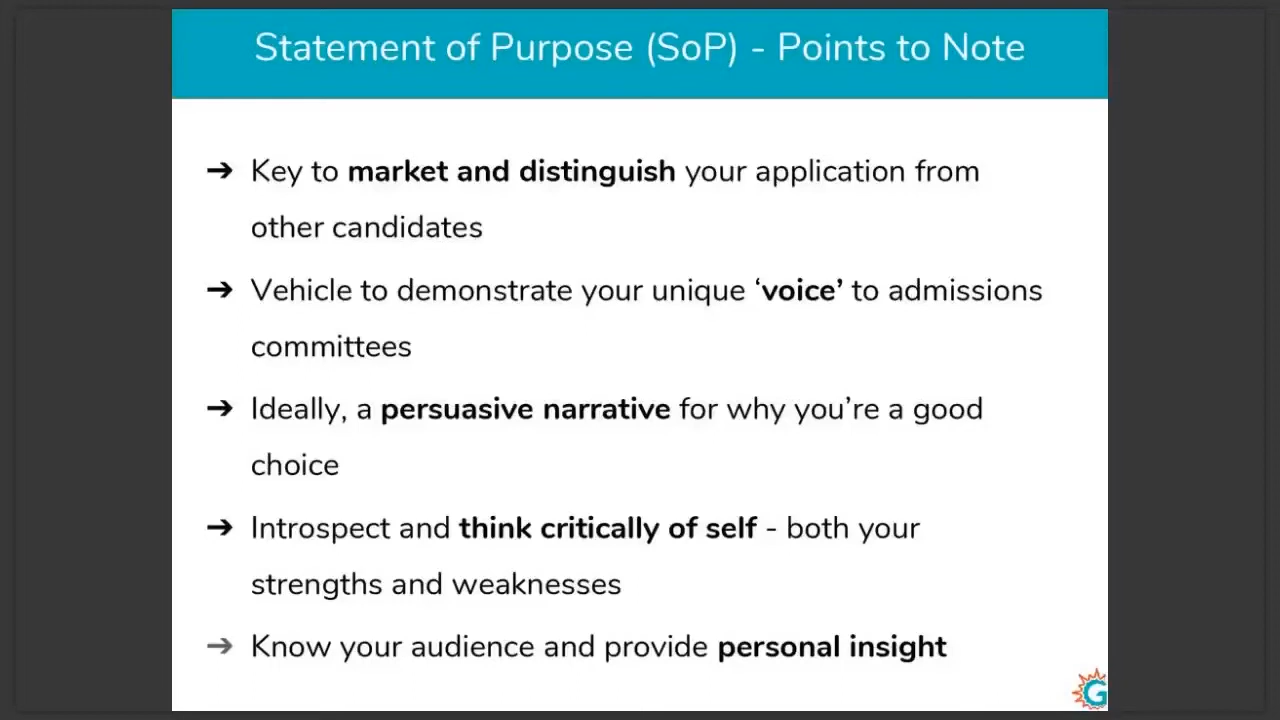 Statement of Purpose (SoP) - Points to Note
➔ Key to market and distinguish your application from
other candidates
➔ Vehicle to demonstrate your unique ‘voice’ to admissions
committees
➔ Ideally, a persuasive narrative for why you’re a good
choice
➔ Introspect and think critically of self - both your
strengths and weaknesses
➔ Know your audience and provide personal insight
G